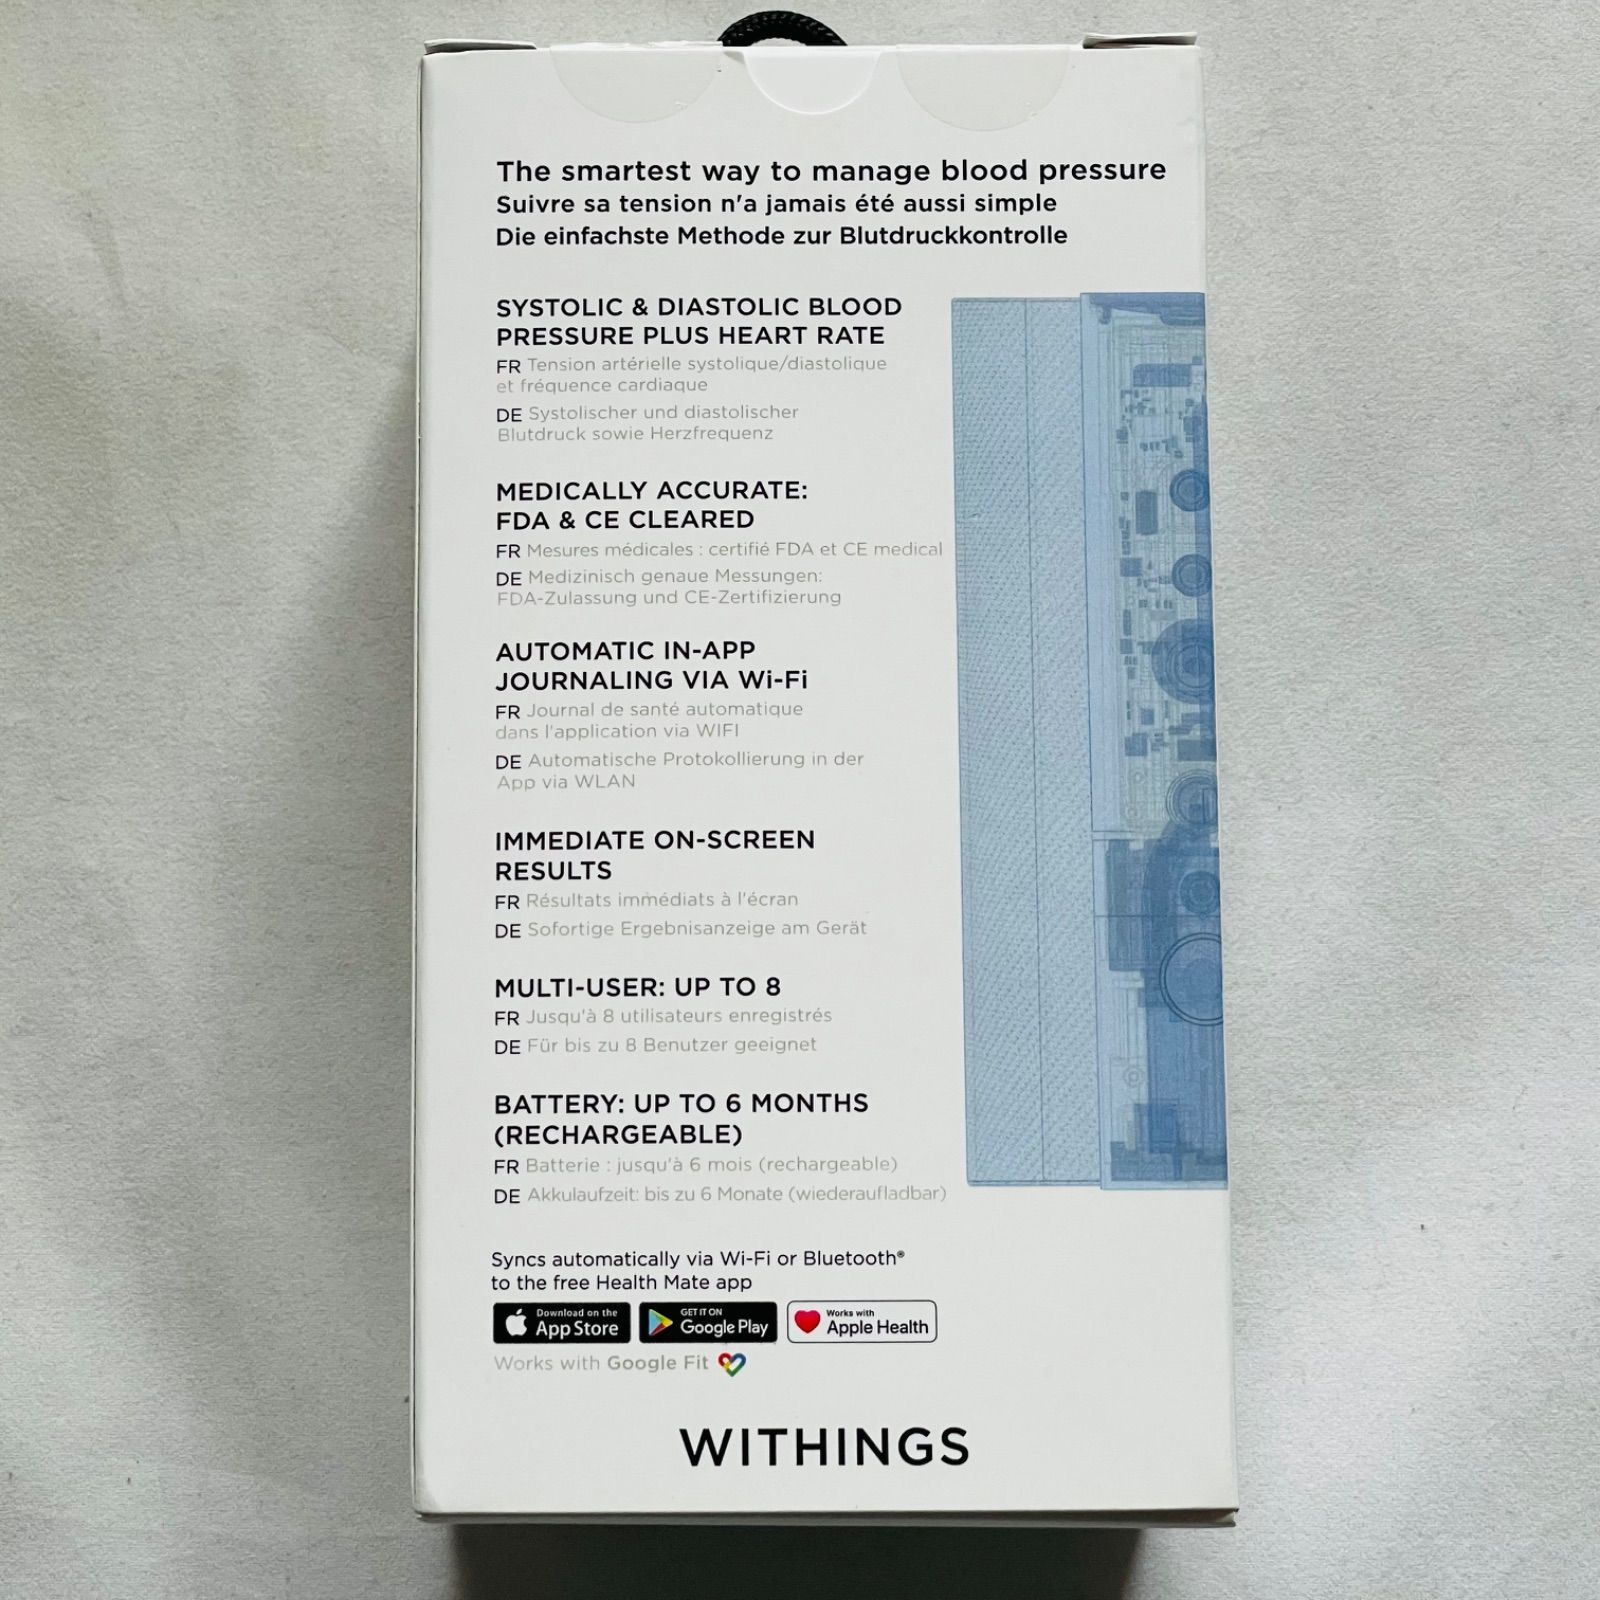 The smartest way to manage blood pressure
Suivre sa tension n'a jamais été aussi simple
Die einfachste Methode zur Blutdruckkontrolle
SYSTOLIC & DIASTOLIC BLOOD
PRESSURE PLUS HEART RATE
FR Tension artérielle systolique/diastolique
et fréquence cardiaque
DE Systolischer und diastolischer
Blutdruck sowie Herzfrequenz
MEDICALLY ACCURATE:
FDA & CE CLEARED
FR Mesures médicales : certifié FDA et CE medical
DE Medizinisch genaue Messungen:
FDA-Zulassung und CE-Zertifizierung
AUTOMATIC IN-APP
JOURNALING VIA Wi-Fi
FR Journal de santé automatique
dans l'application via WIFI
DE Automatische Protokollierung in der
App via WLAN
IMMEDIATE ON-SCREEN
RESULTS
FR Résultats immédiats à l'écran
DE Sofortige Ergebnisanzeige am Gerät
MULTI-USER: UP TO 8
FR Jusqu'à 8 utilisateurs enregistrés
DE Für bis zu 8 Benutzer geeignet
BATTERY: UP TO 6 MONTHS
(RECHARGEABLE)
FR Batterie : jusqu'à 6 mois (rechargeable)
DE Akkulaufzeit: bis zu 6 Monate (wiederaufladbar)
Syncs automatically via Wi-Fi or Bluetooth®
to the free Health Mate app
Download on the
App Store
GET IT ON
Google Play
Works with
Apple Health
Works with Google Fit
WITHINGS